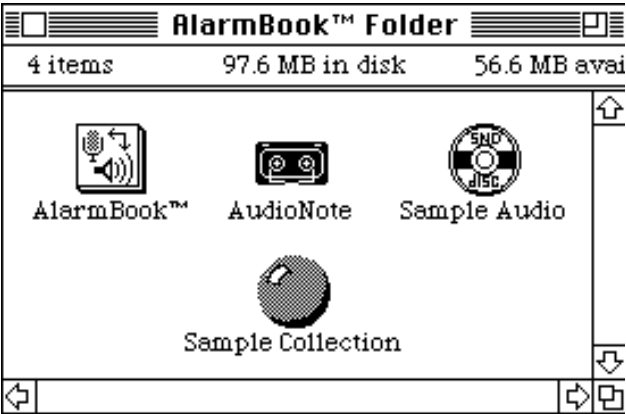 AlarmBook™ Folder
4 items 97.6 MB in disk 56.6 MB avai
SND
DISC
AlarmBook™ AudioNote Sample Audio
Sample Collection